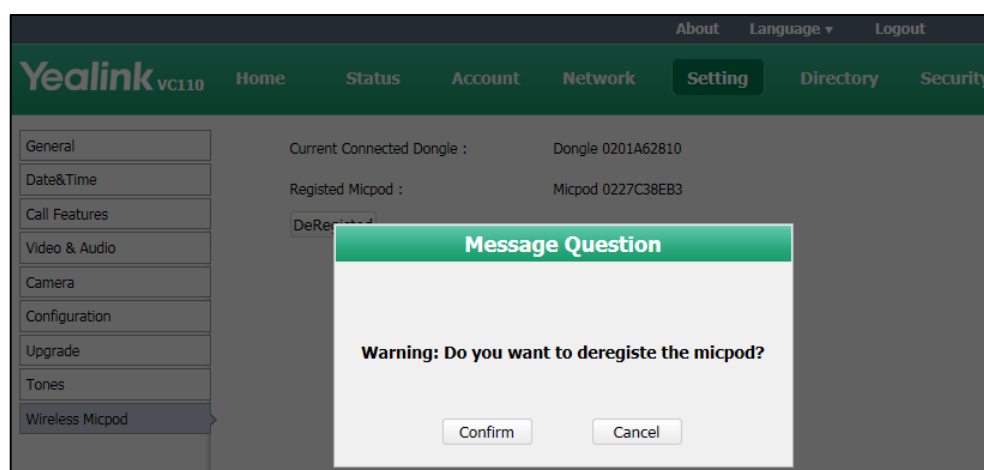 About Language ▾ Logout
Yealink VC110 Home Status Account Network Setting Directory Security
General
Current Connected Dongle : Dongle 0201A62810
Date&Time
Registed Micpod : Micpod 0227C38EB3
Call Features
DeRegisted
Video & Audio
Message Question
Camera
Configuration
Upgrade
Warning: Do you want to deregiste the micpod?
Tones
Wireless Micpod
Confirm Cancel